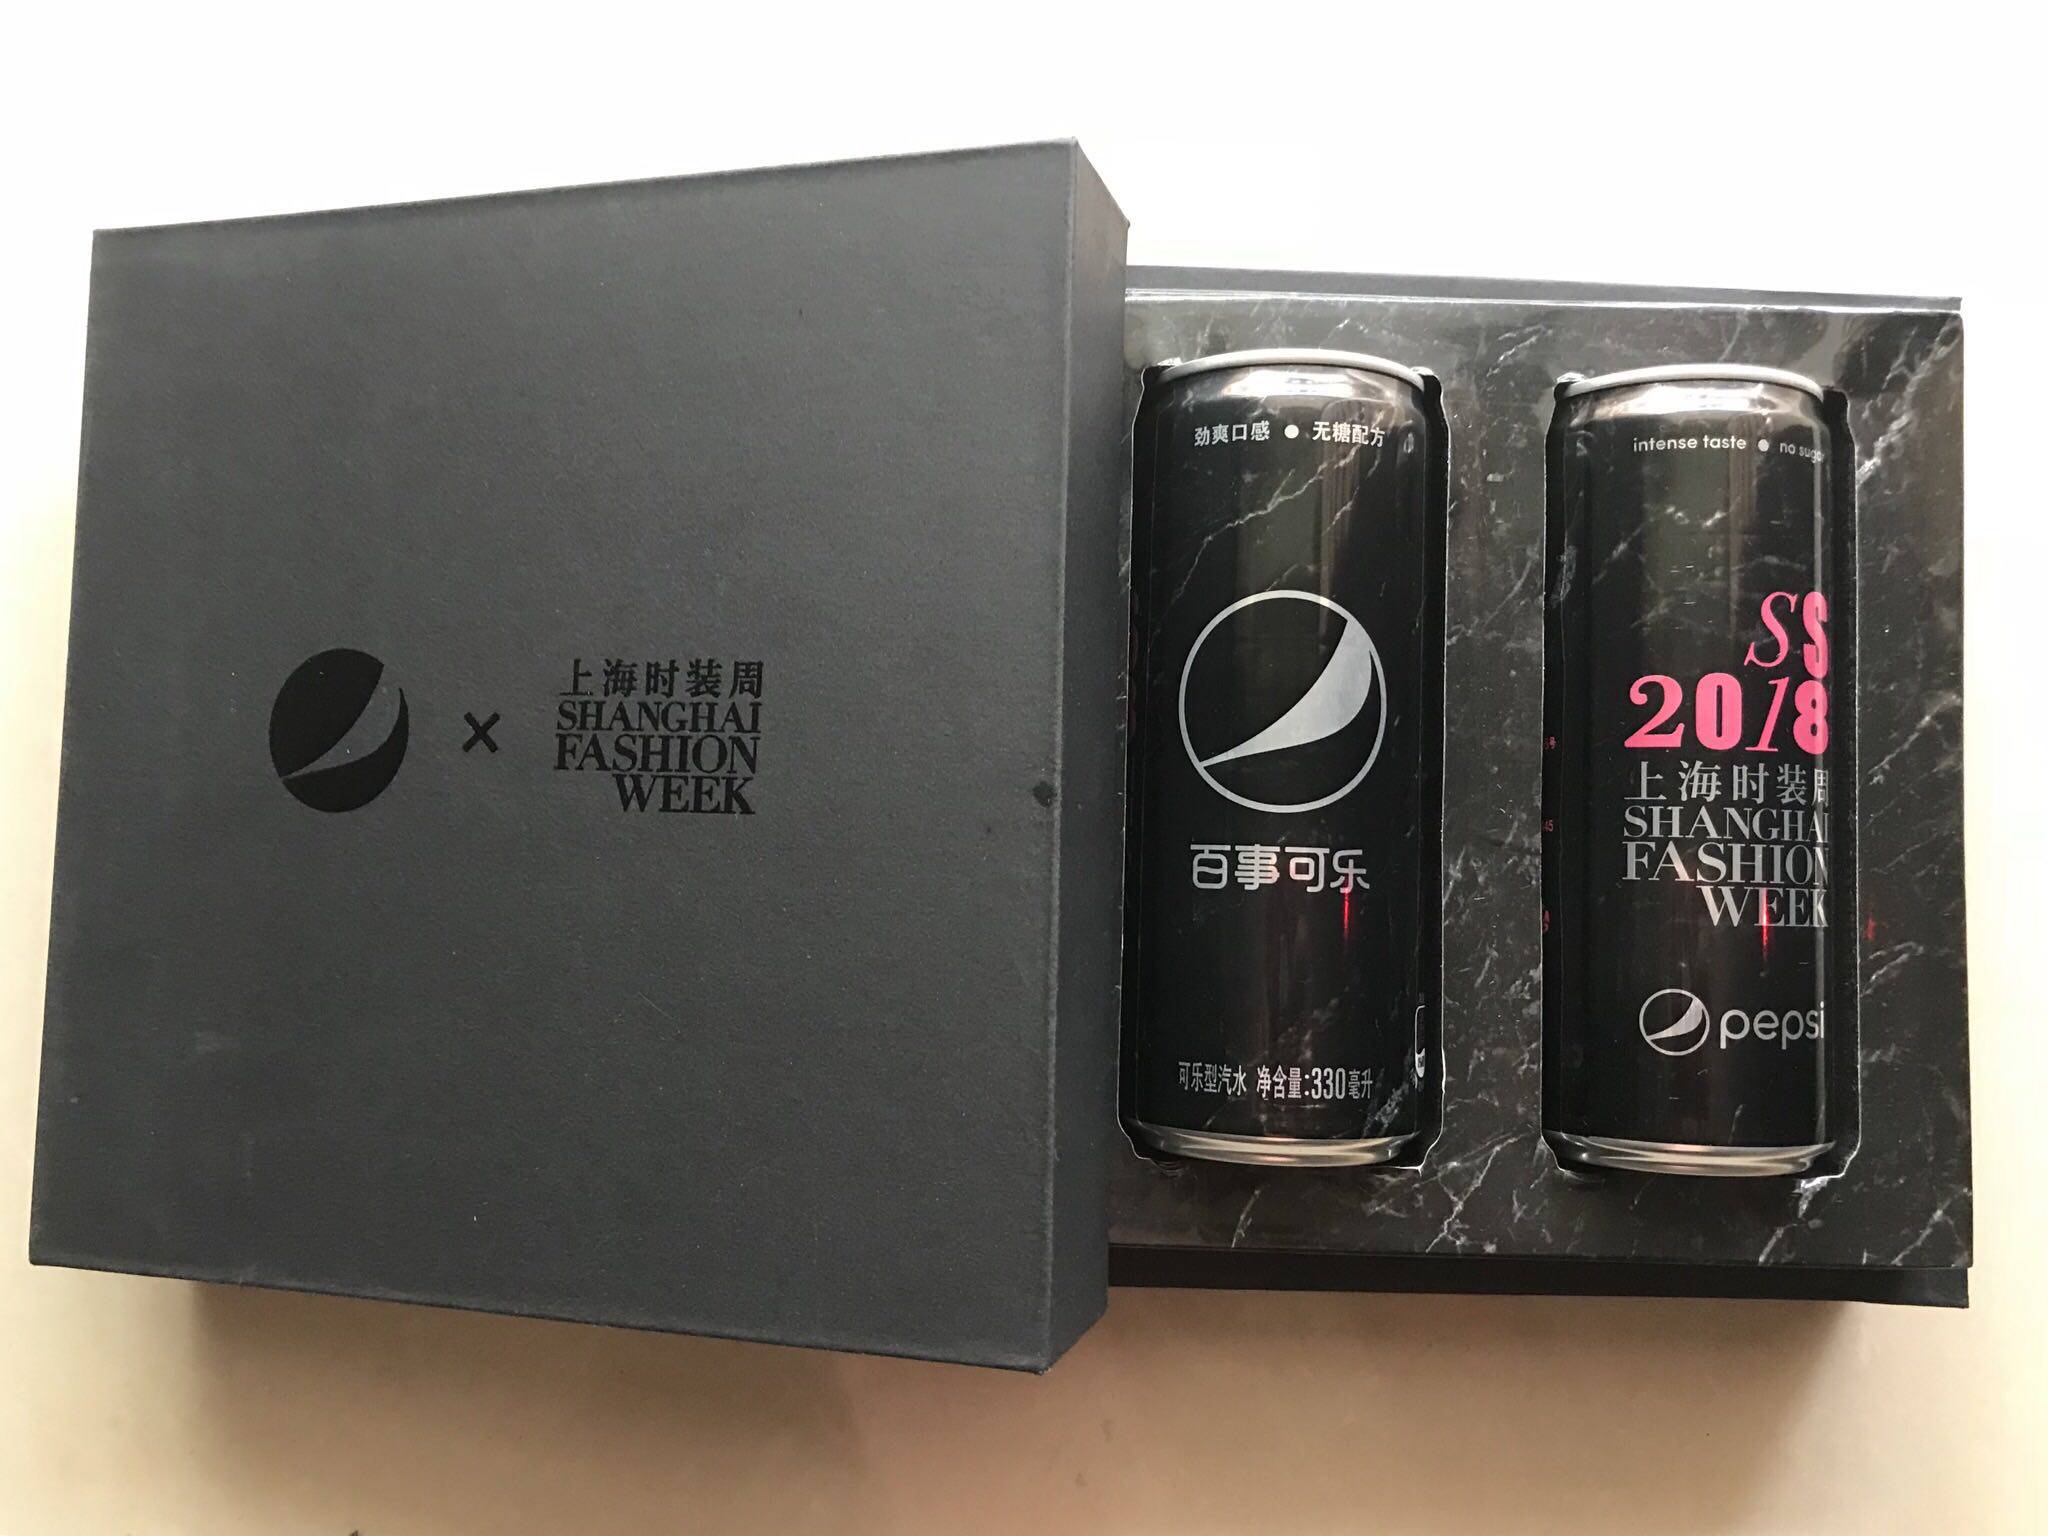 ×
上海时装周
SHANGHAI
FASHION
WEEK
劲爽口感 ● 无糖配方
百事可乐
可乐型汽水 净含量:330毫升
intense taste ● no sugar
SS
2018
上海时装周
SHANGHAI
FASHION
WEEK
pepsi